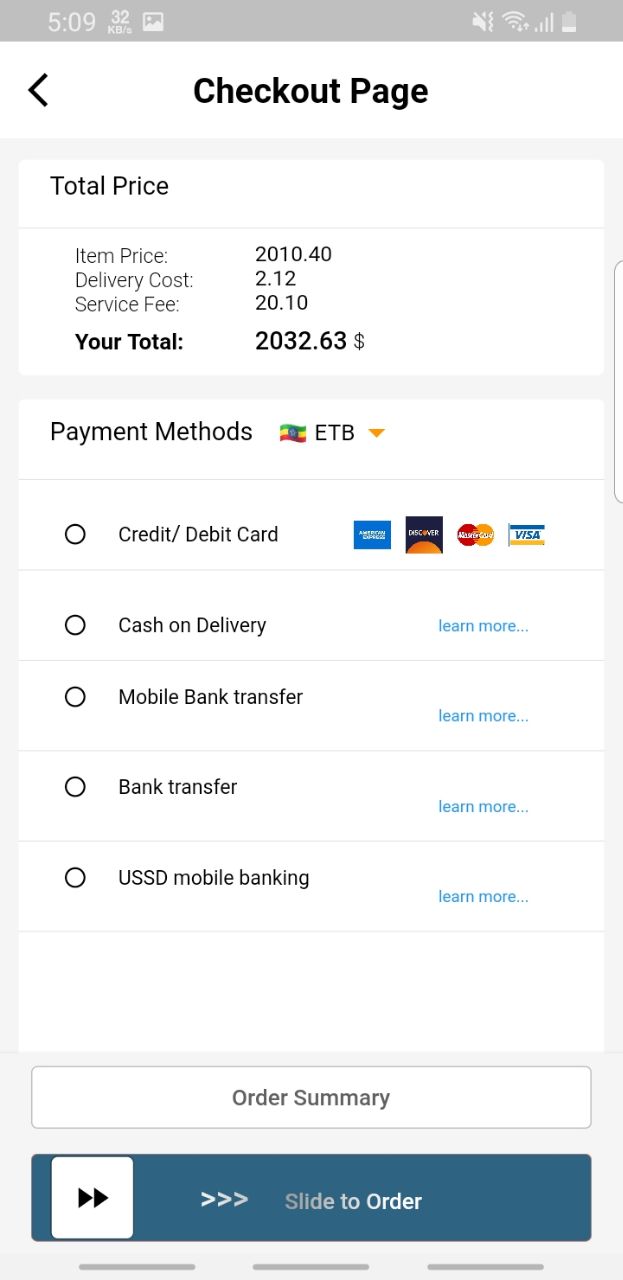 5:09 32 KB/s
Checkout Page
Total Price
Item Price: 2010.40
Delivery Cost: 2.12
Service Fee: 20.10
Your Total: 2032.63 $
Payment Methods ETB
Credit/ Debit Card AMERICAN EXPRESS DISCOVER MasterCard VISA
Cash on Delivery learn more...
Mobile Bank transfer
learn more...
Bank transfer
learn more...
USSD mobile banking
learn more...
Order Summary
>>> Slide to Order